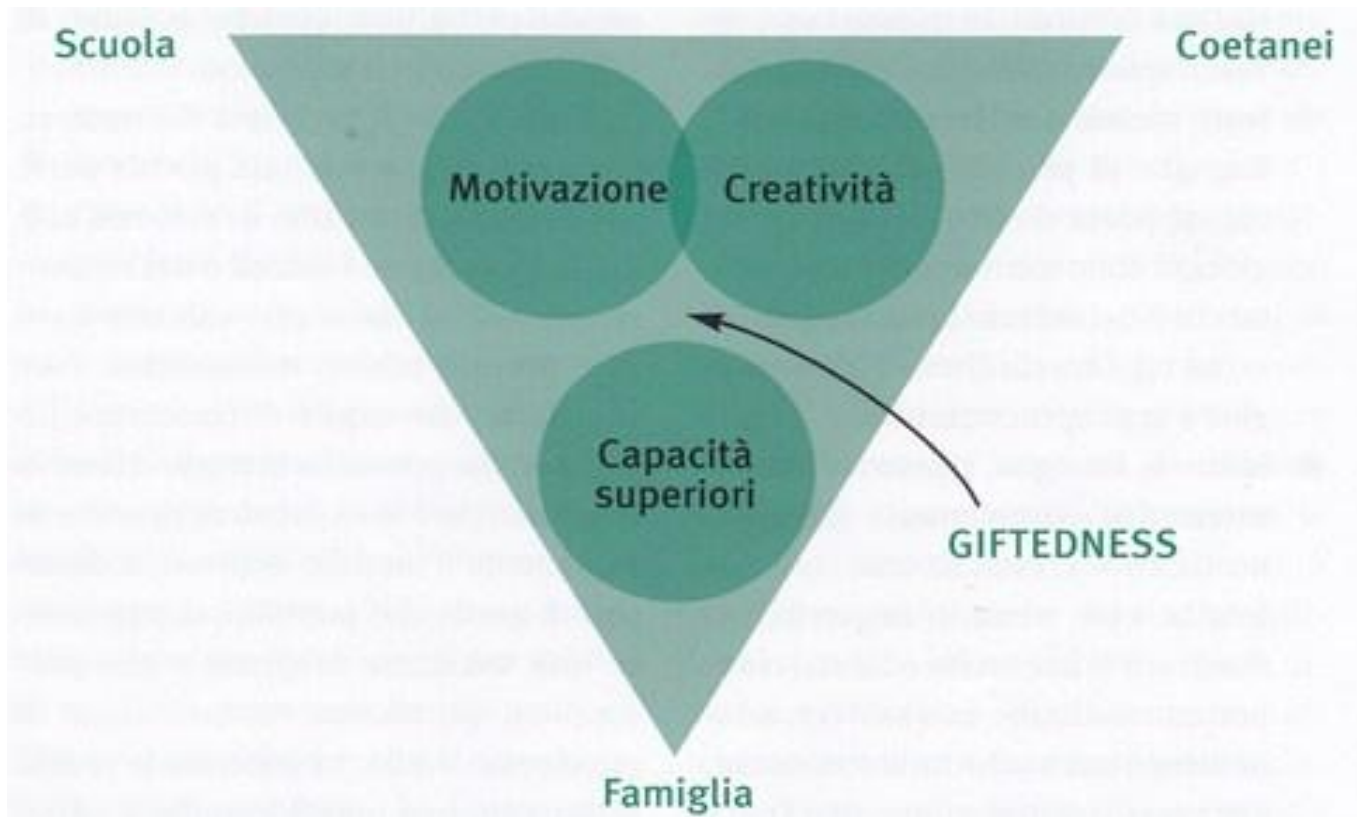 Scuola
Coetanei
Motivazione
Creatività
Capacità
superiori
GIFTEDNESS
Famiglia